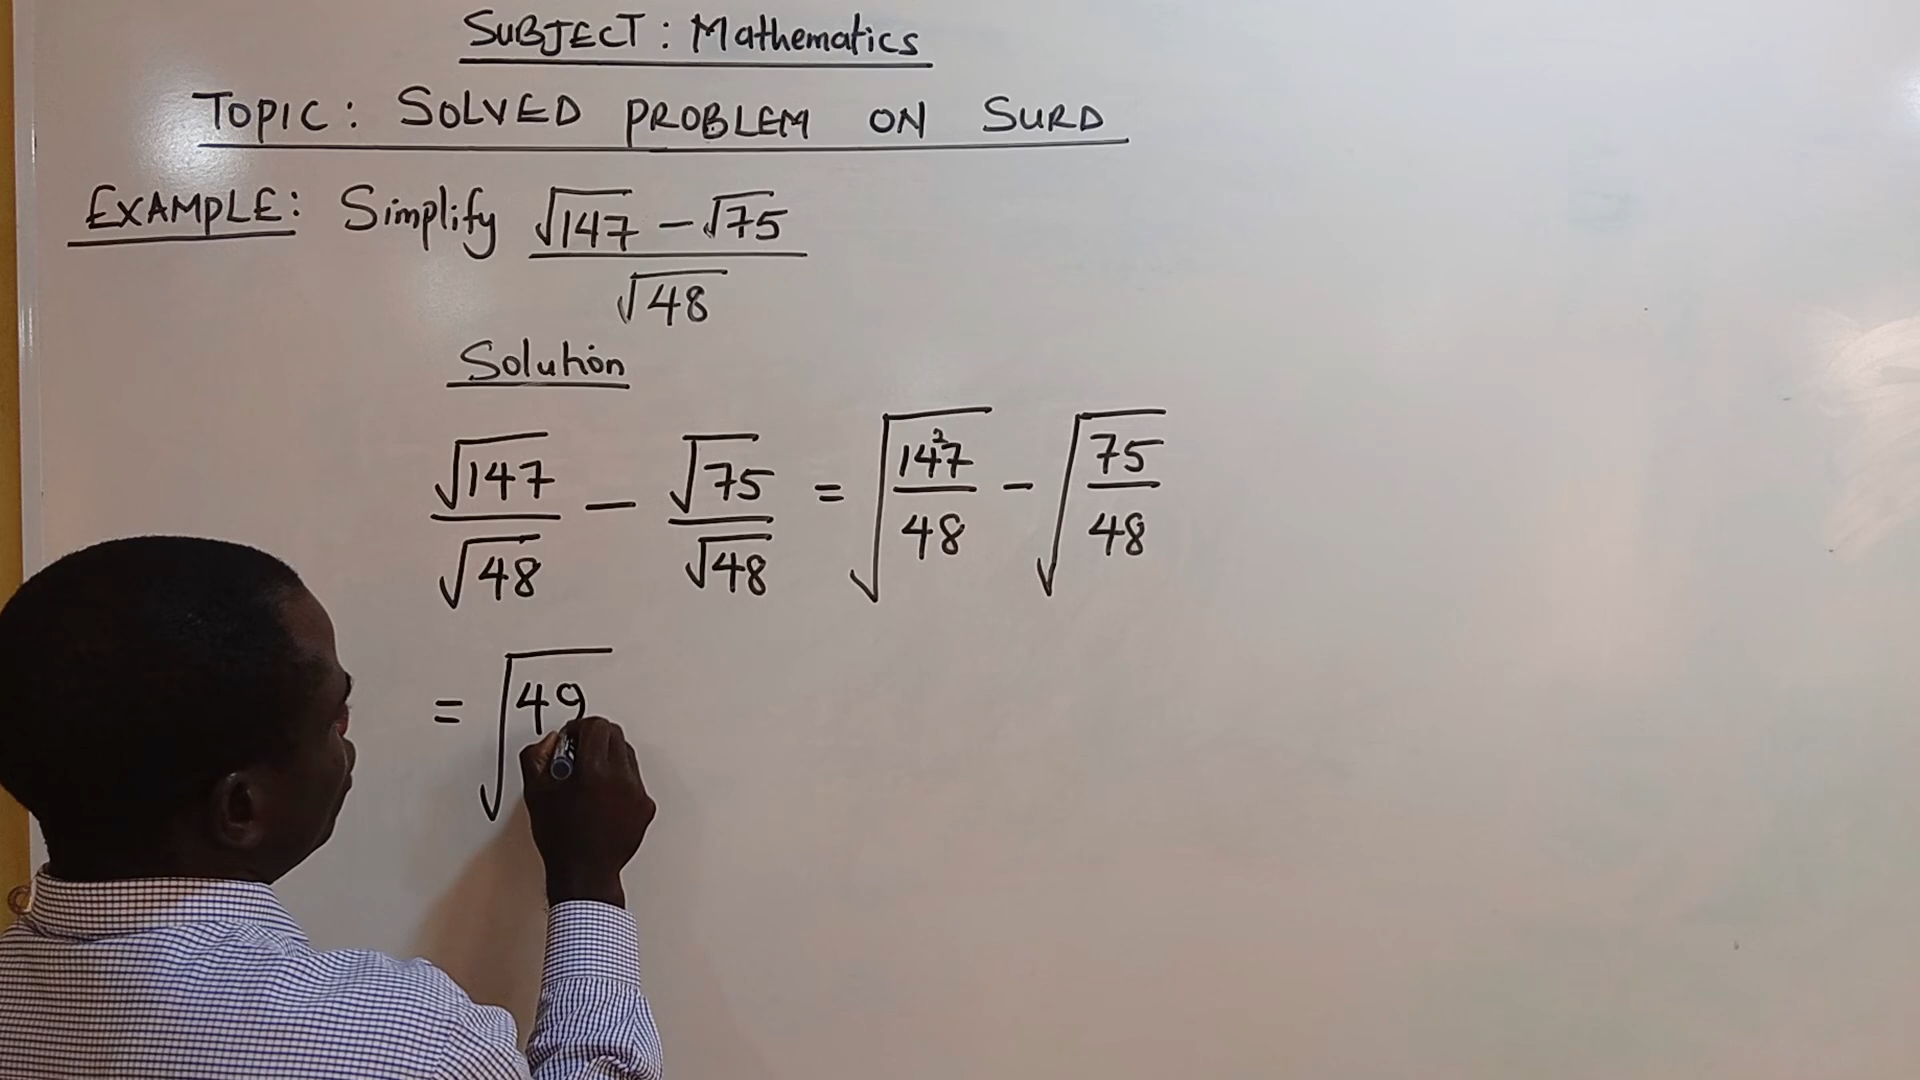 SUBJECT: Mathematics
TOPIC: SOLVED PROBLEM ON SURD
EXAMPLE: Simplify (√147 − √75) / √48
Solution
√147/√48 − √75/√48 = √(14²7/48) − √(75/48)
= √49